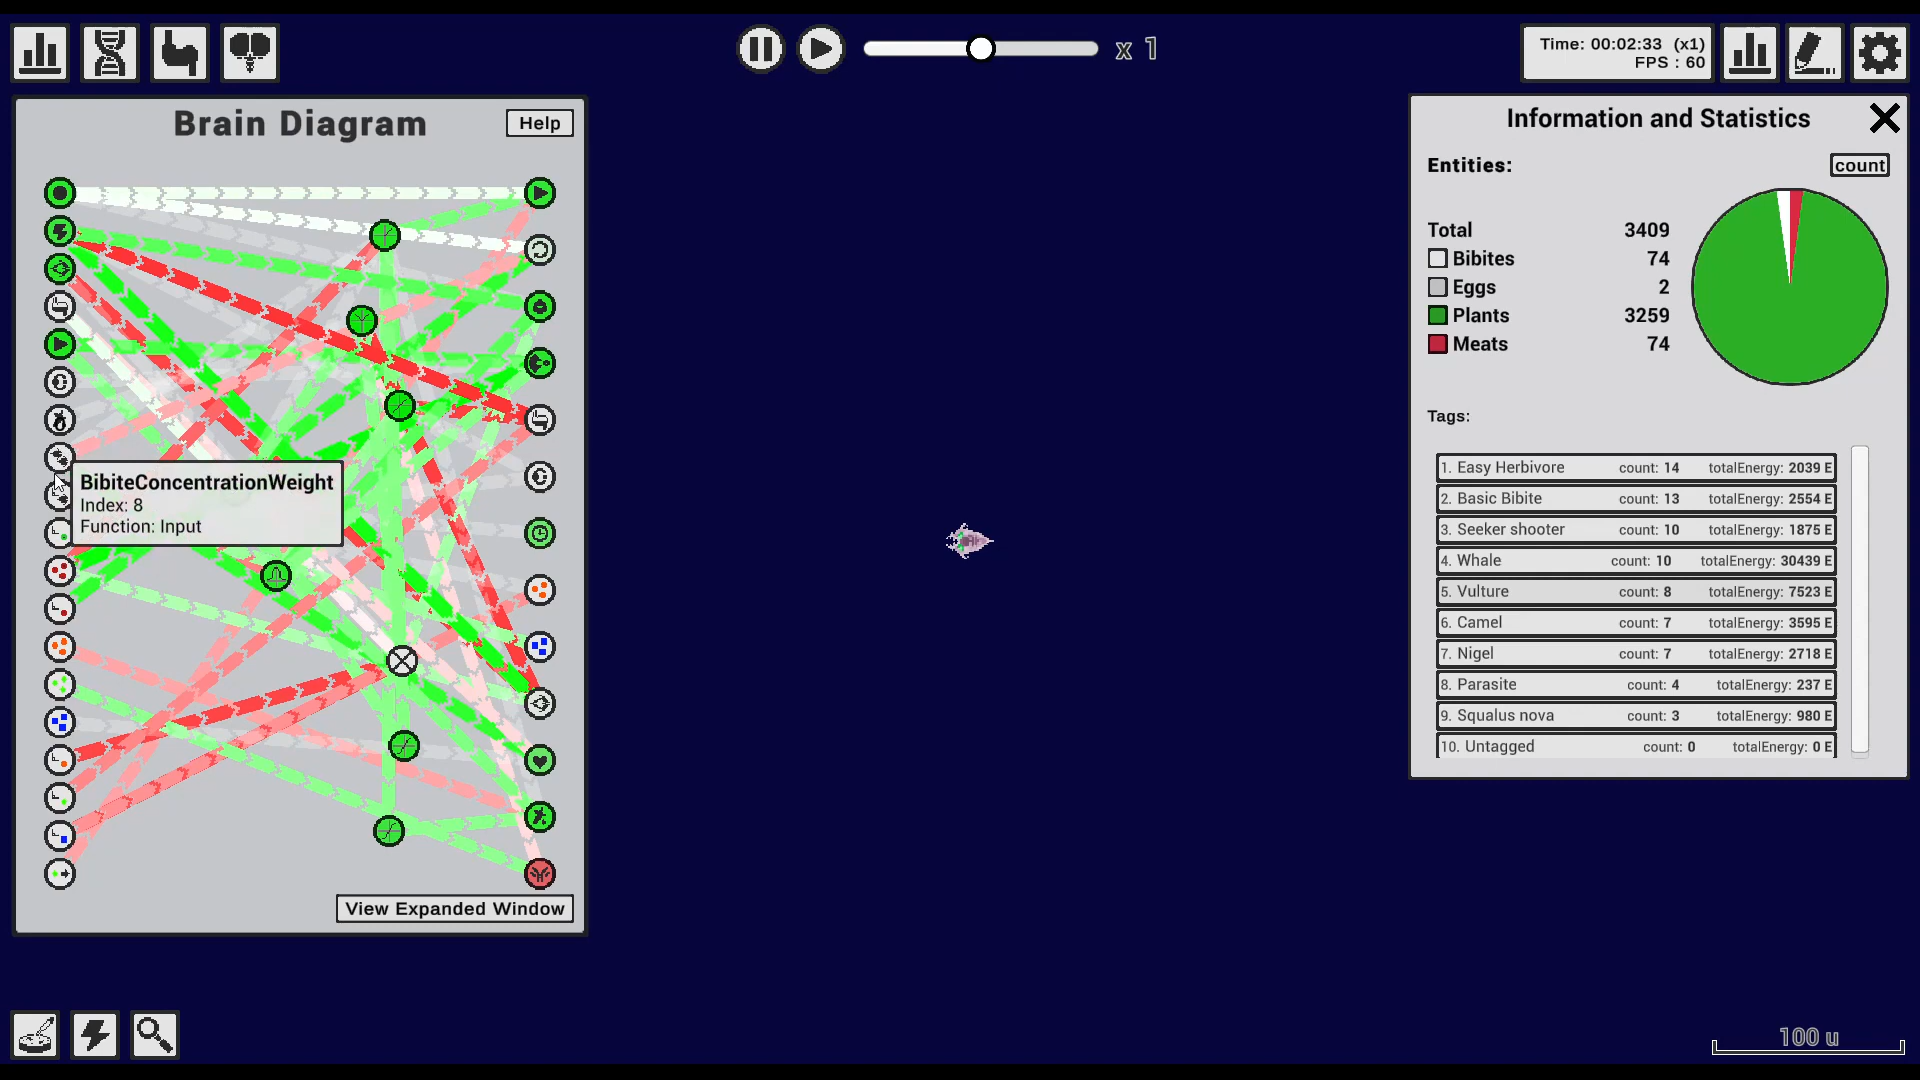 x 1
Time: 00:02:33 (x1)
FPS : 60
Brain Diagram
Help
BibiteConcentrationWeight
Index: 8
Function: Input
View Expanded Window
Information and Statistics
Entities:
count
Total 3409
Bibites 74
Eggs 2
Plants 3259
Meats 74
Tags:
1. Easy Herbivore count: 14 totalEnergy: 2039 E
2. Basic Bibite count: 13 totalEnergy: 2554 E
3. Seeker shooter count: 10 totalEnergy: 1875 E
4. Whale count: 10 totalEnergy: 30439 E
5. Vulture count: 8 totalEnergy: 7523 E
6. Camel count: 7 totalEnergy: 3595 E
7. Nigel count: 7 totalEnergy: 2718 E
8. Parasite count: 4 totalEnergy: 237 E
9. Squalus nova count: 3 totalEnergy: 980 E
10. Untagged count: 0 totalEnergy: 0 E
100 u